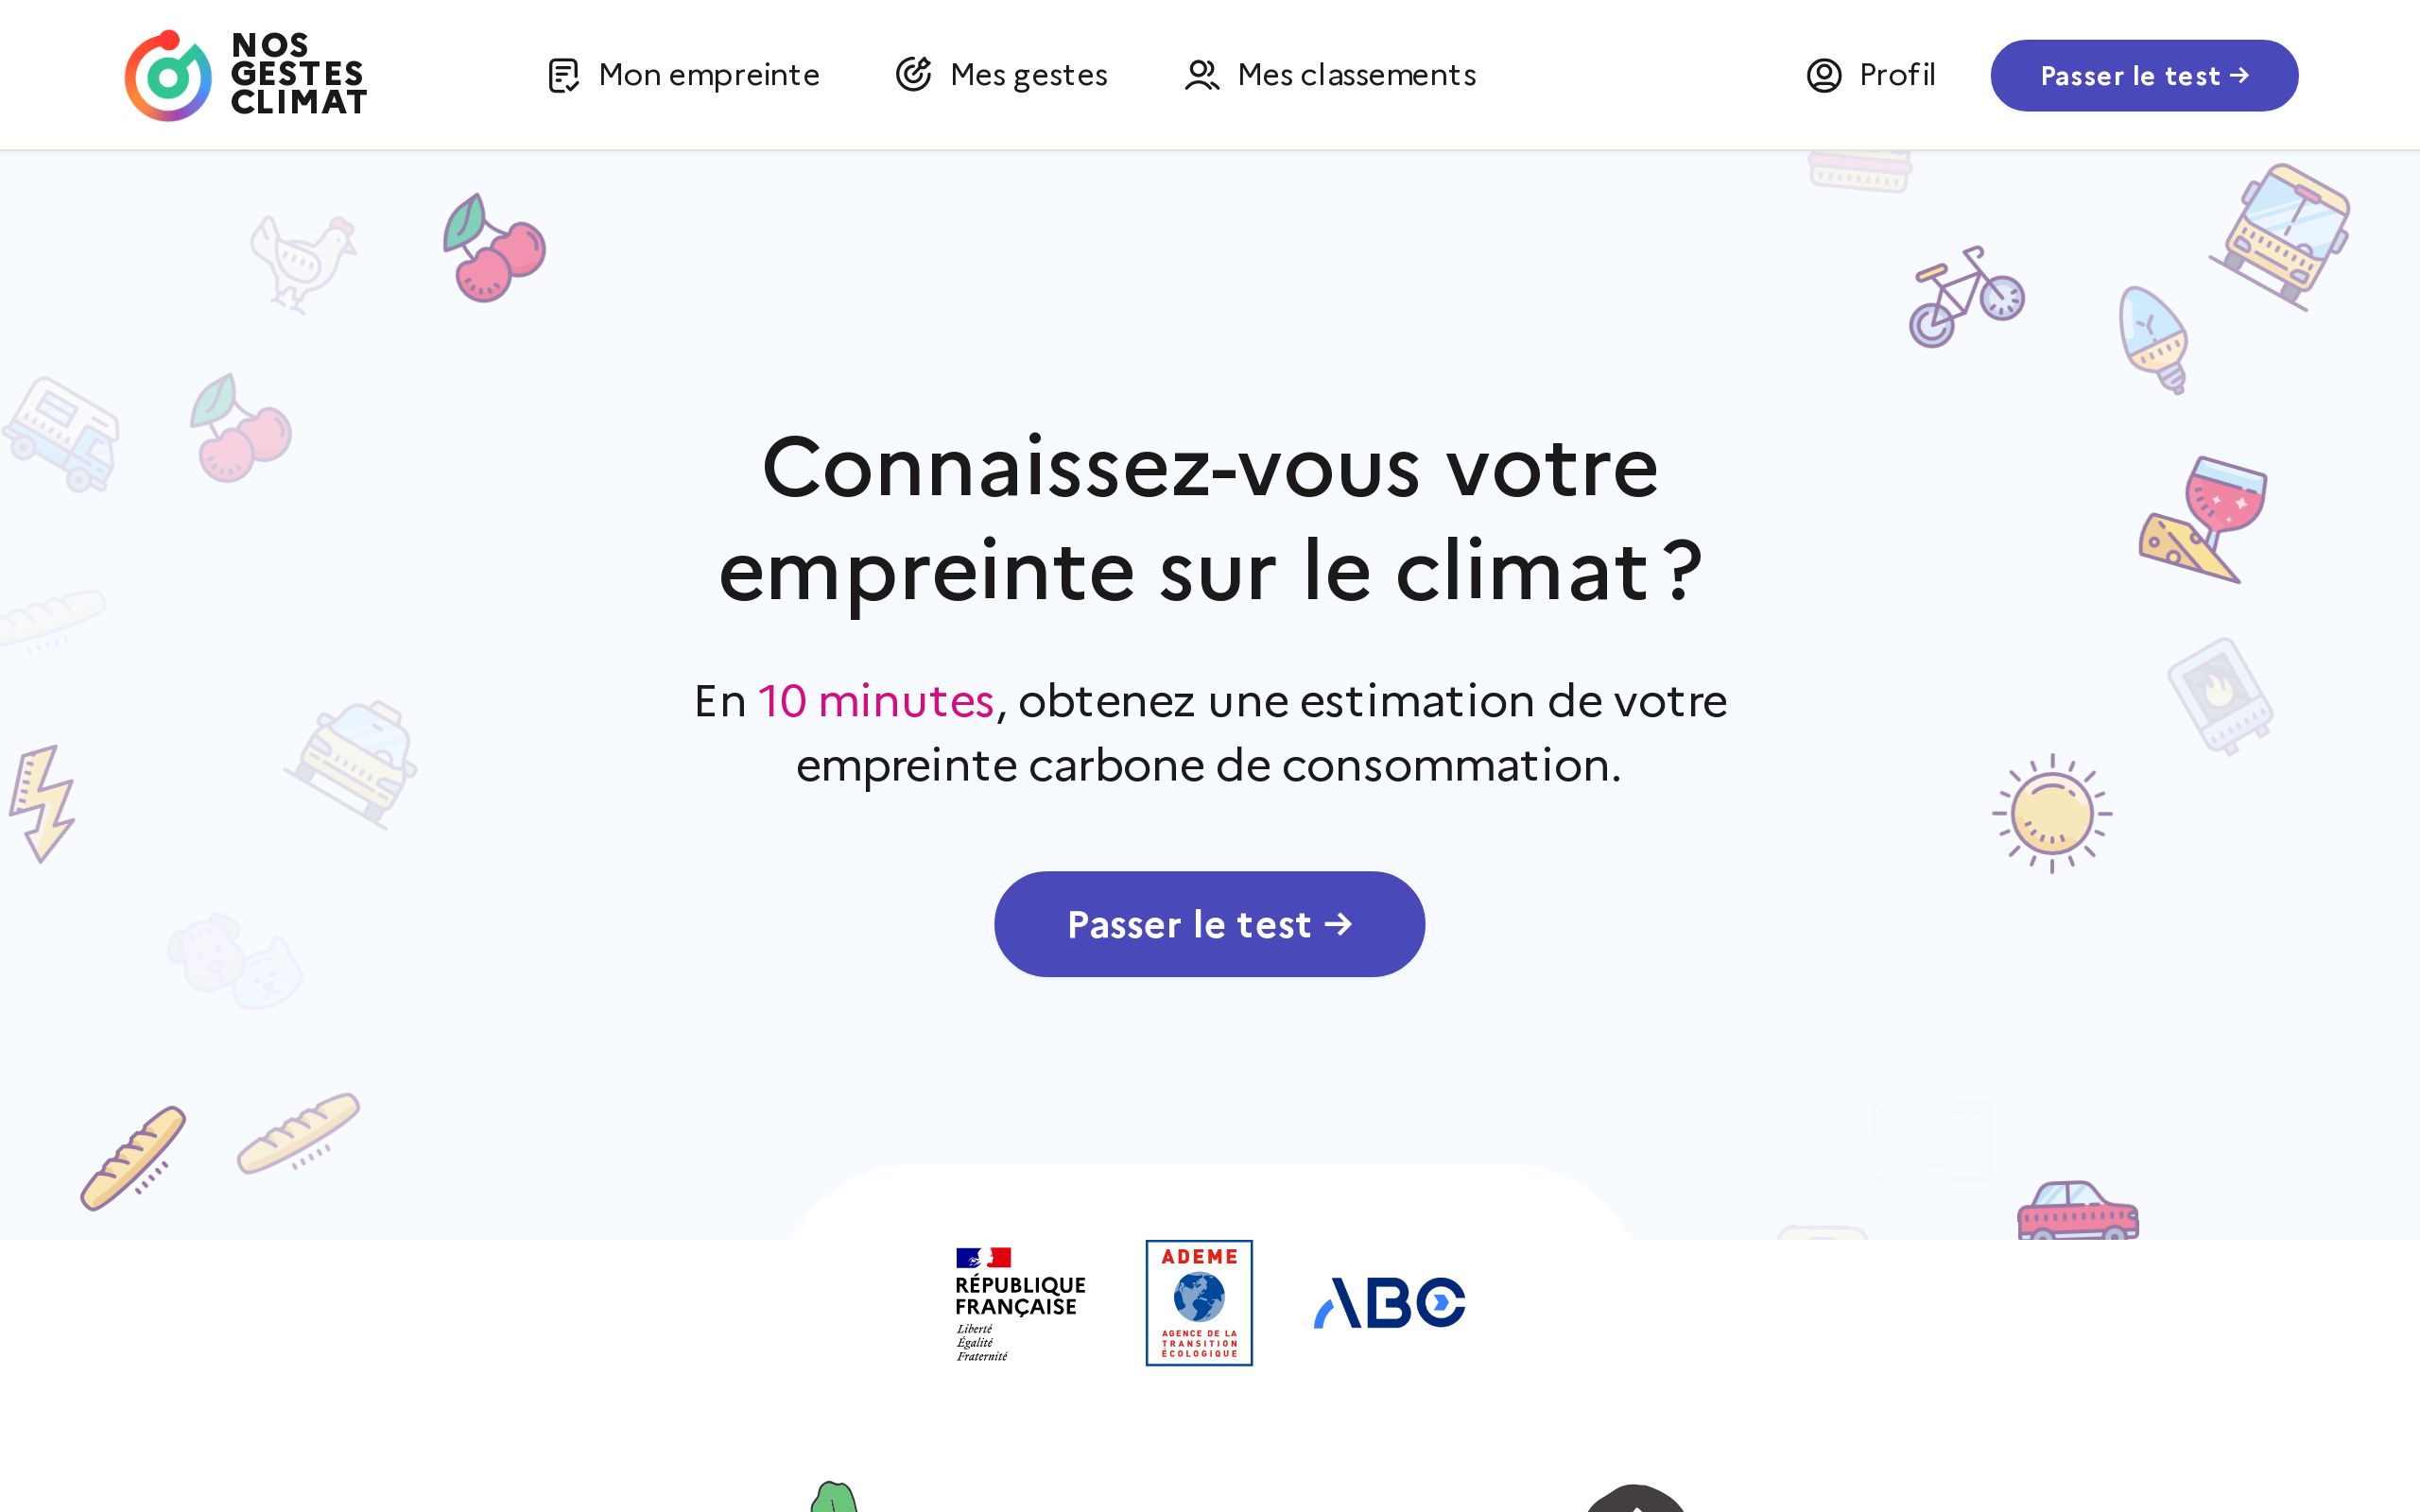 NOS
GESTES
CLIMAT
Mon empreinte
Mes gestes
Mes classements
Profil
Passer le test →
Connaissez-vous votre
empreinte sur le climat ?
En 10 minutes, obtenez une estimation de votre
empreinte carbone de consommation.
Passer le test →
RÉPUBLIQUE
FRANÇAISE
Liberté
Égalité
Fraternité
ADEME
AGENCE DE LA
TRANSITION
ÉCOLOGIQUE
ABC